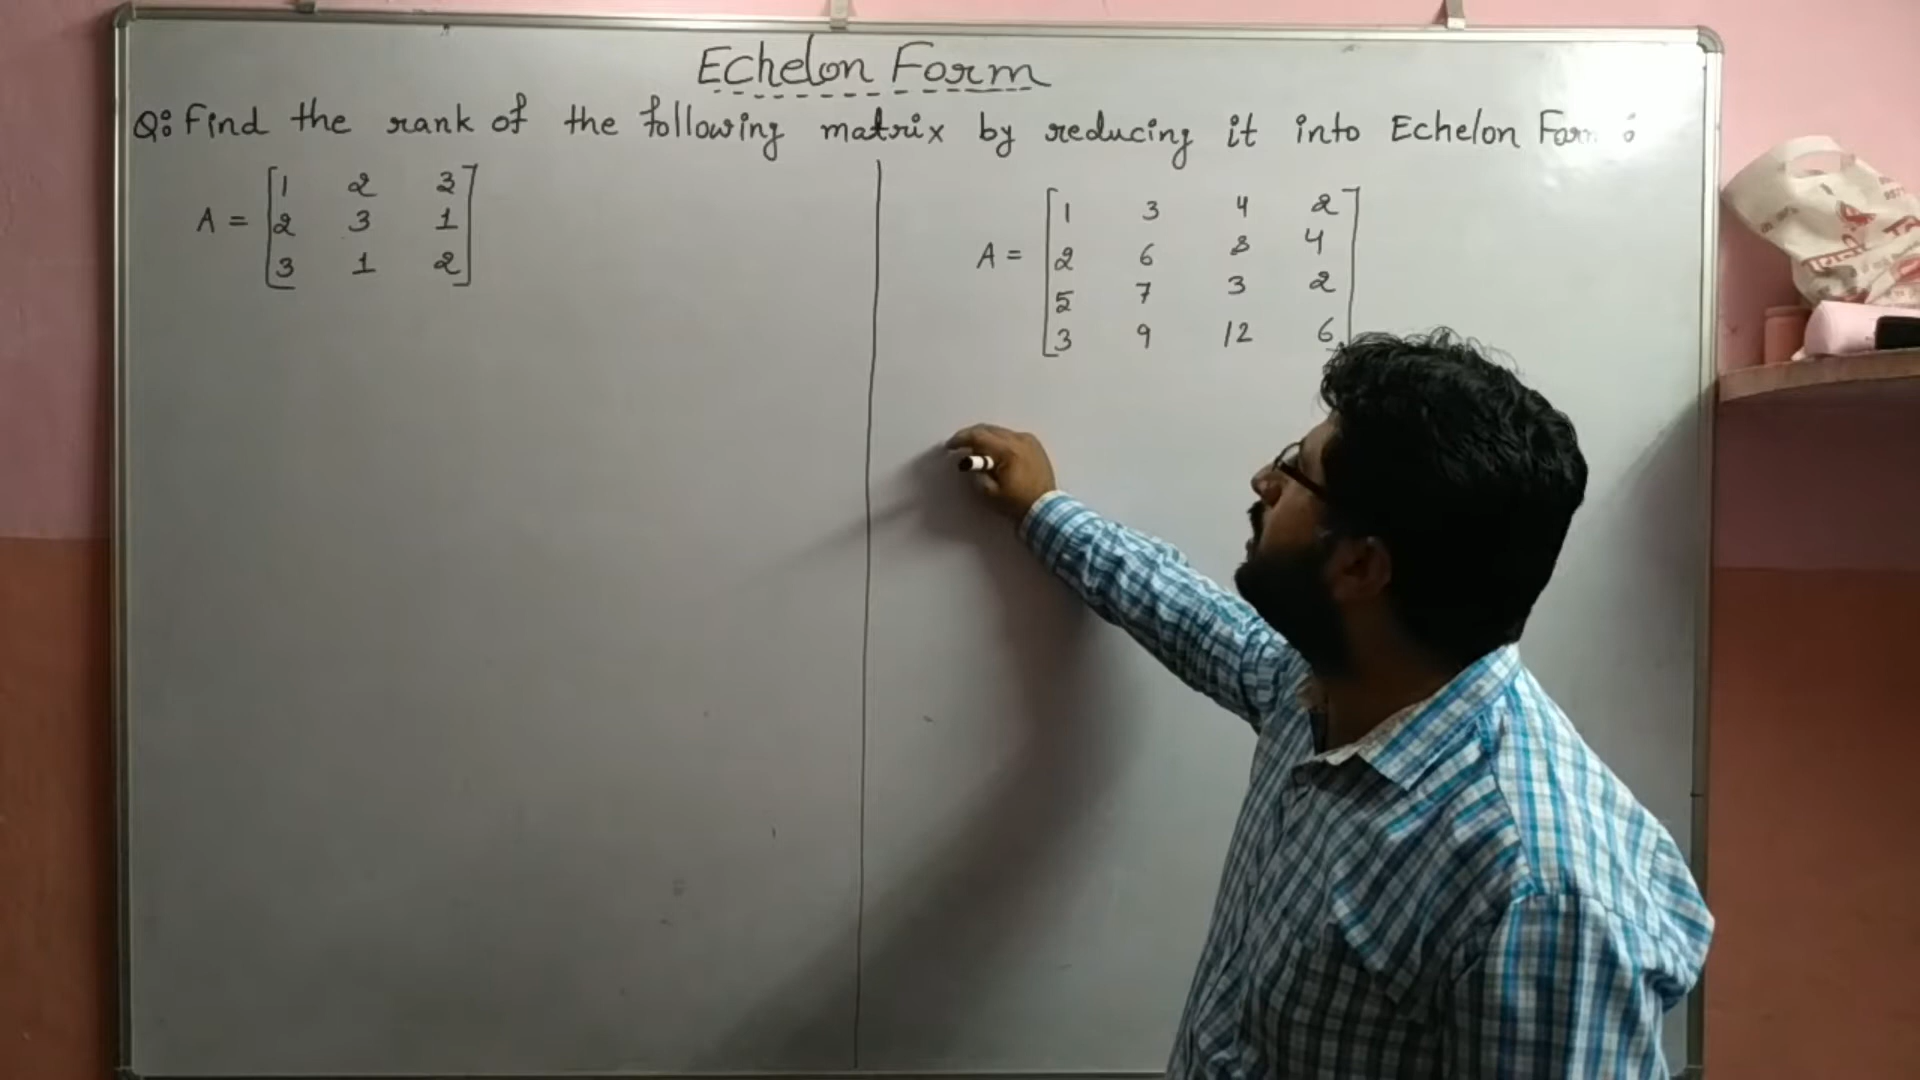 Echelon Form
Q: Find the rank of the following matrix by reducing it into Echelon Form :
A = [1 2 3
2 3 1
3 1 2]
A = [1 3 4 2
2 6 8 4
5 7 3 2
3 9 12 6]